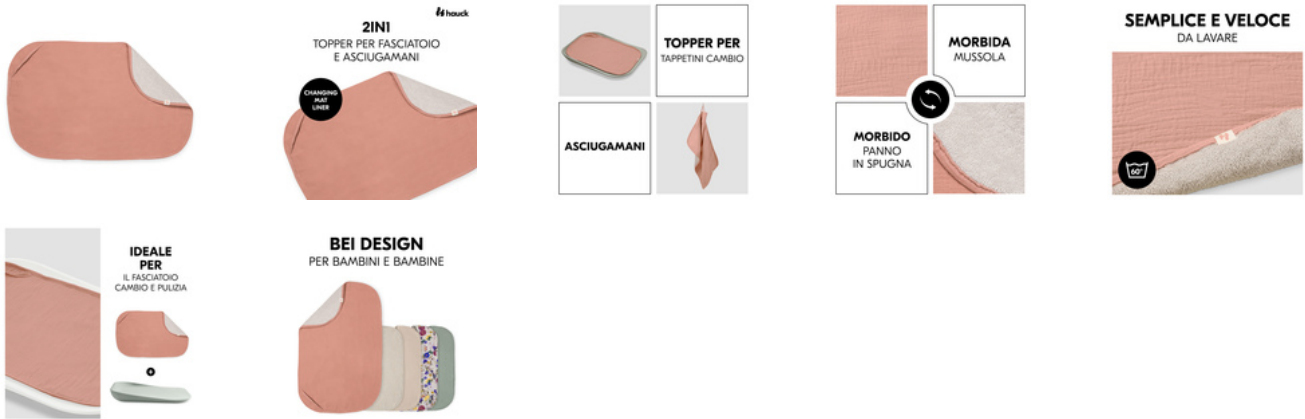 hauck
2IN1
TOPPER PER FASCIATOIO
E ASCIUGAMANI
CHANGING
MAT
LINER
TOPPER PER
TAPPETINI CAMBIO
ASCIUGAMANI
MORBIDA
MUSSOLA
MORBIDO
PANNO
IN SPUGNA
SEMPLICE E VELOCE
DA LAVARE
60°
IDEALE
PER
IL FASCIATOIO
CAMBIO E PULIZIA
BEI DESIGN
PER BAMBINI E BAMBINE